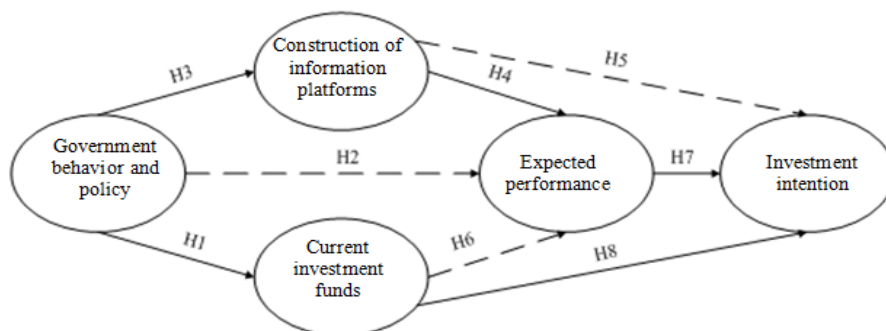 Construction of
information
platforms
H3
H4
H5
Government
behavior and
policy
H2
Expected
performance
H7
Investment
intention
H1
Current
investment
funds
H6
H8